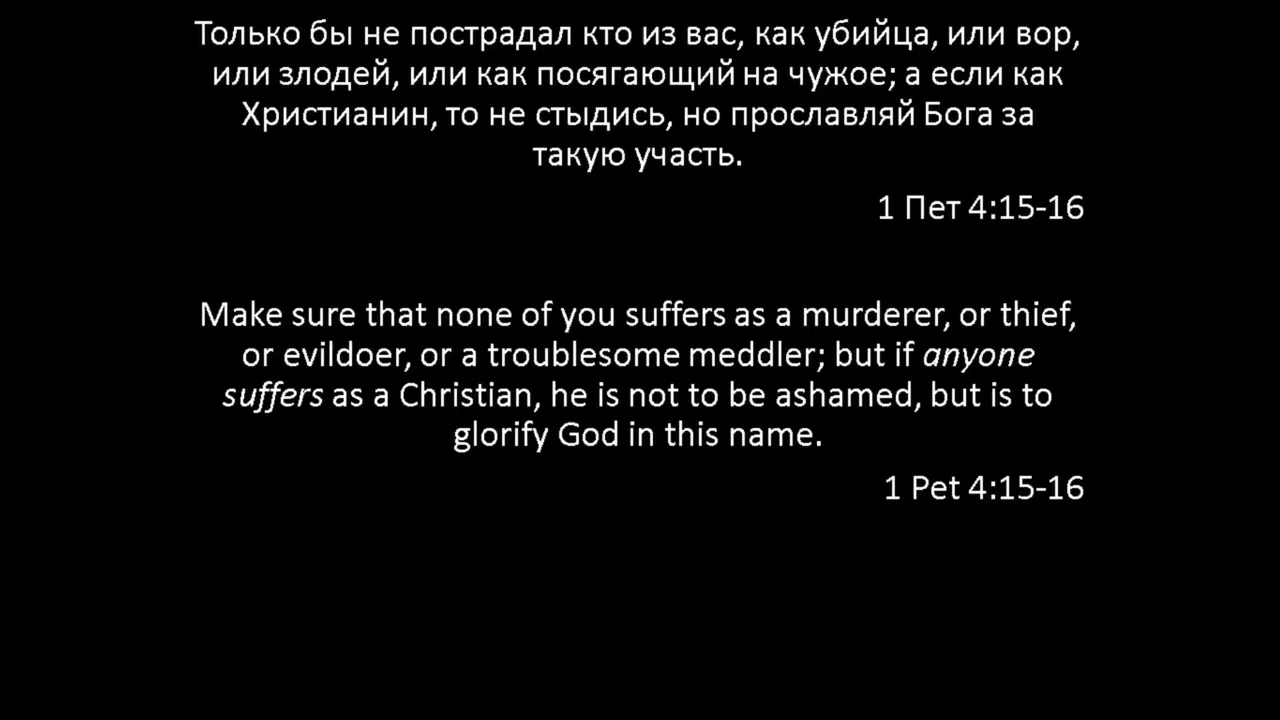 Только бы не пострадал кто из вас, как убийца, или вор,
или злодей, или как посягающий на чужое; а если как
Христианин, то не стыдись, но прославляй Бога за
такую участь.
1 Пет 4:15-16
Make sure that none of you suffers as a murderer, or thief,
or evildoer, or a troublesome meddler; but if anyone
suffers as a Christian, he is not to be ashamed, but is to
glorify God in this name.
1 Pet 4:15-16